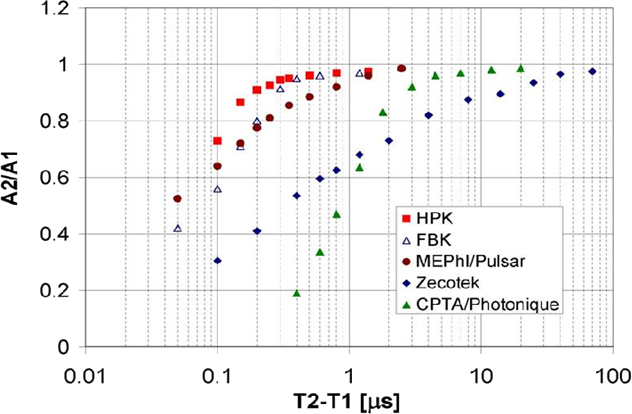 1.2
1
0.8
0.6
0.4
0.2
0
A2/A1
HPK
FBK
MEPhI/Pulsar
Zecotek
CPTA/Photonique
0.01 0.1 1 10 100
T2-T1 [µs]